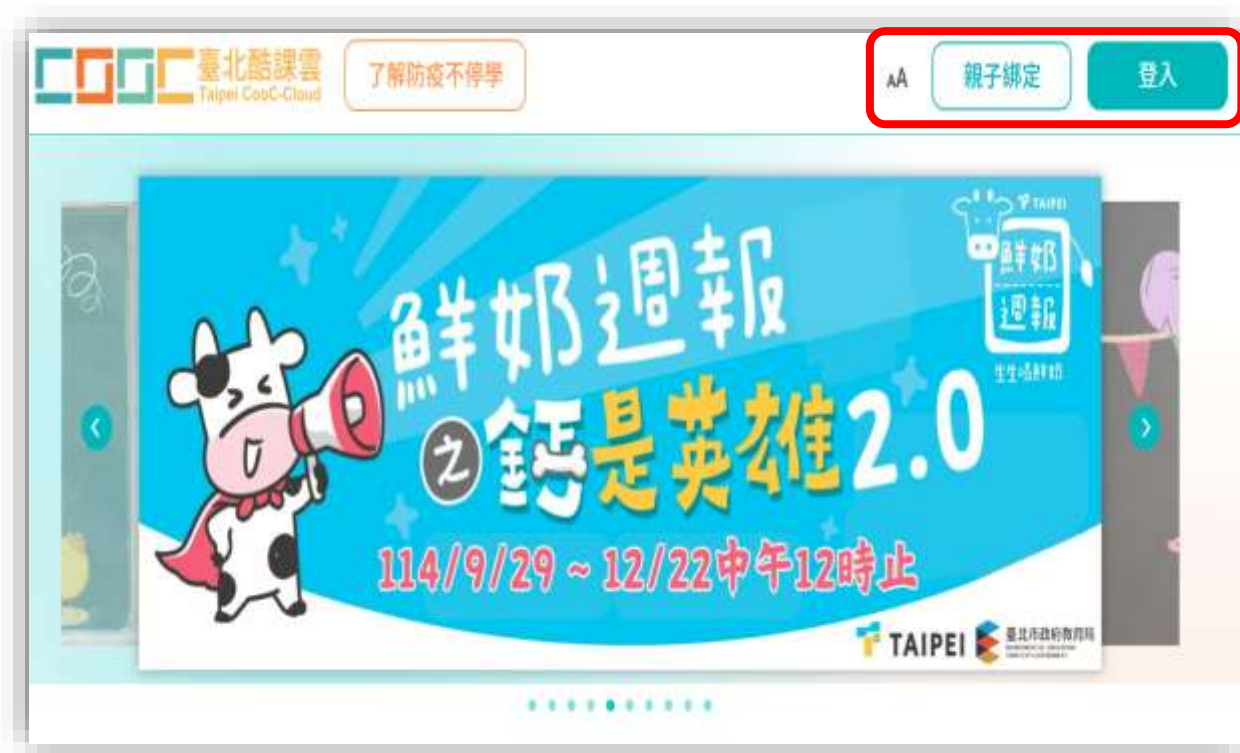 COOC 臺北酷課雲
Taipei CooC-Cloud
了解防疫不停學
AA
親子綁定
登入
TAIPEI
鮮奶
週報
生生喝鮮奶
鮮奶週報
之鈣是英雄2.0
114/9/29 ~ 12/22中午12時止
TAIPEI
臺北市政府教育局